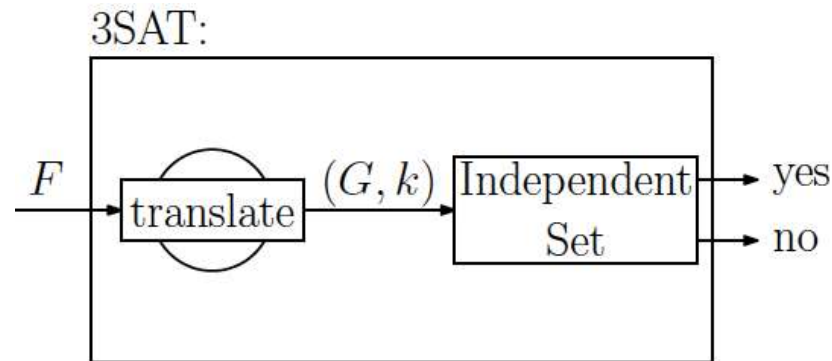 3SAT:
F
translate
(G, k)
Independent
Set
yes
no